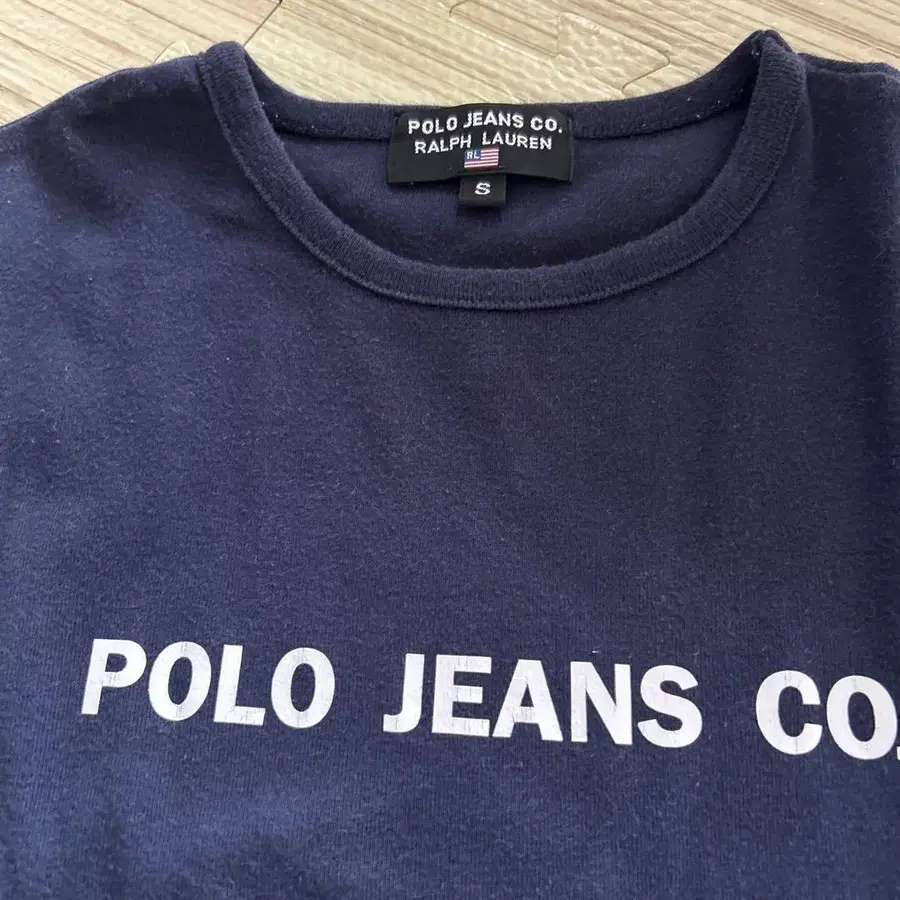 POLO JEANS CO.
RALPH LAUREN
RL
S
POLO JEANS CO.